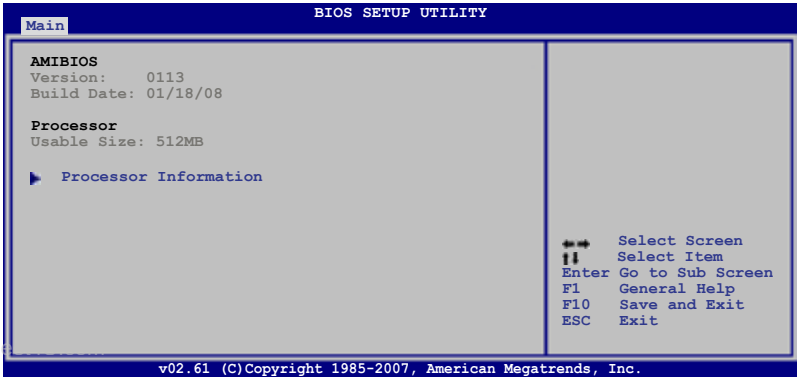 BIOS SETUP UTILITY
Main
AMIBIOS
Version: 0113
Build Date: 01/18/08
Processor
Usable Size: 512MB
Processor Information
Select Screen
Select Item
Enter Go to Sub Screen
F1 General Help
F10 Save and Exit
ESC Exit
v02.61 (C)Copyright 1985-2007, American Megatrends, Inc.